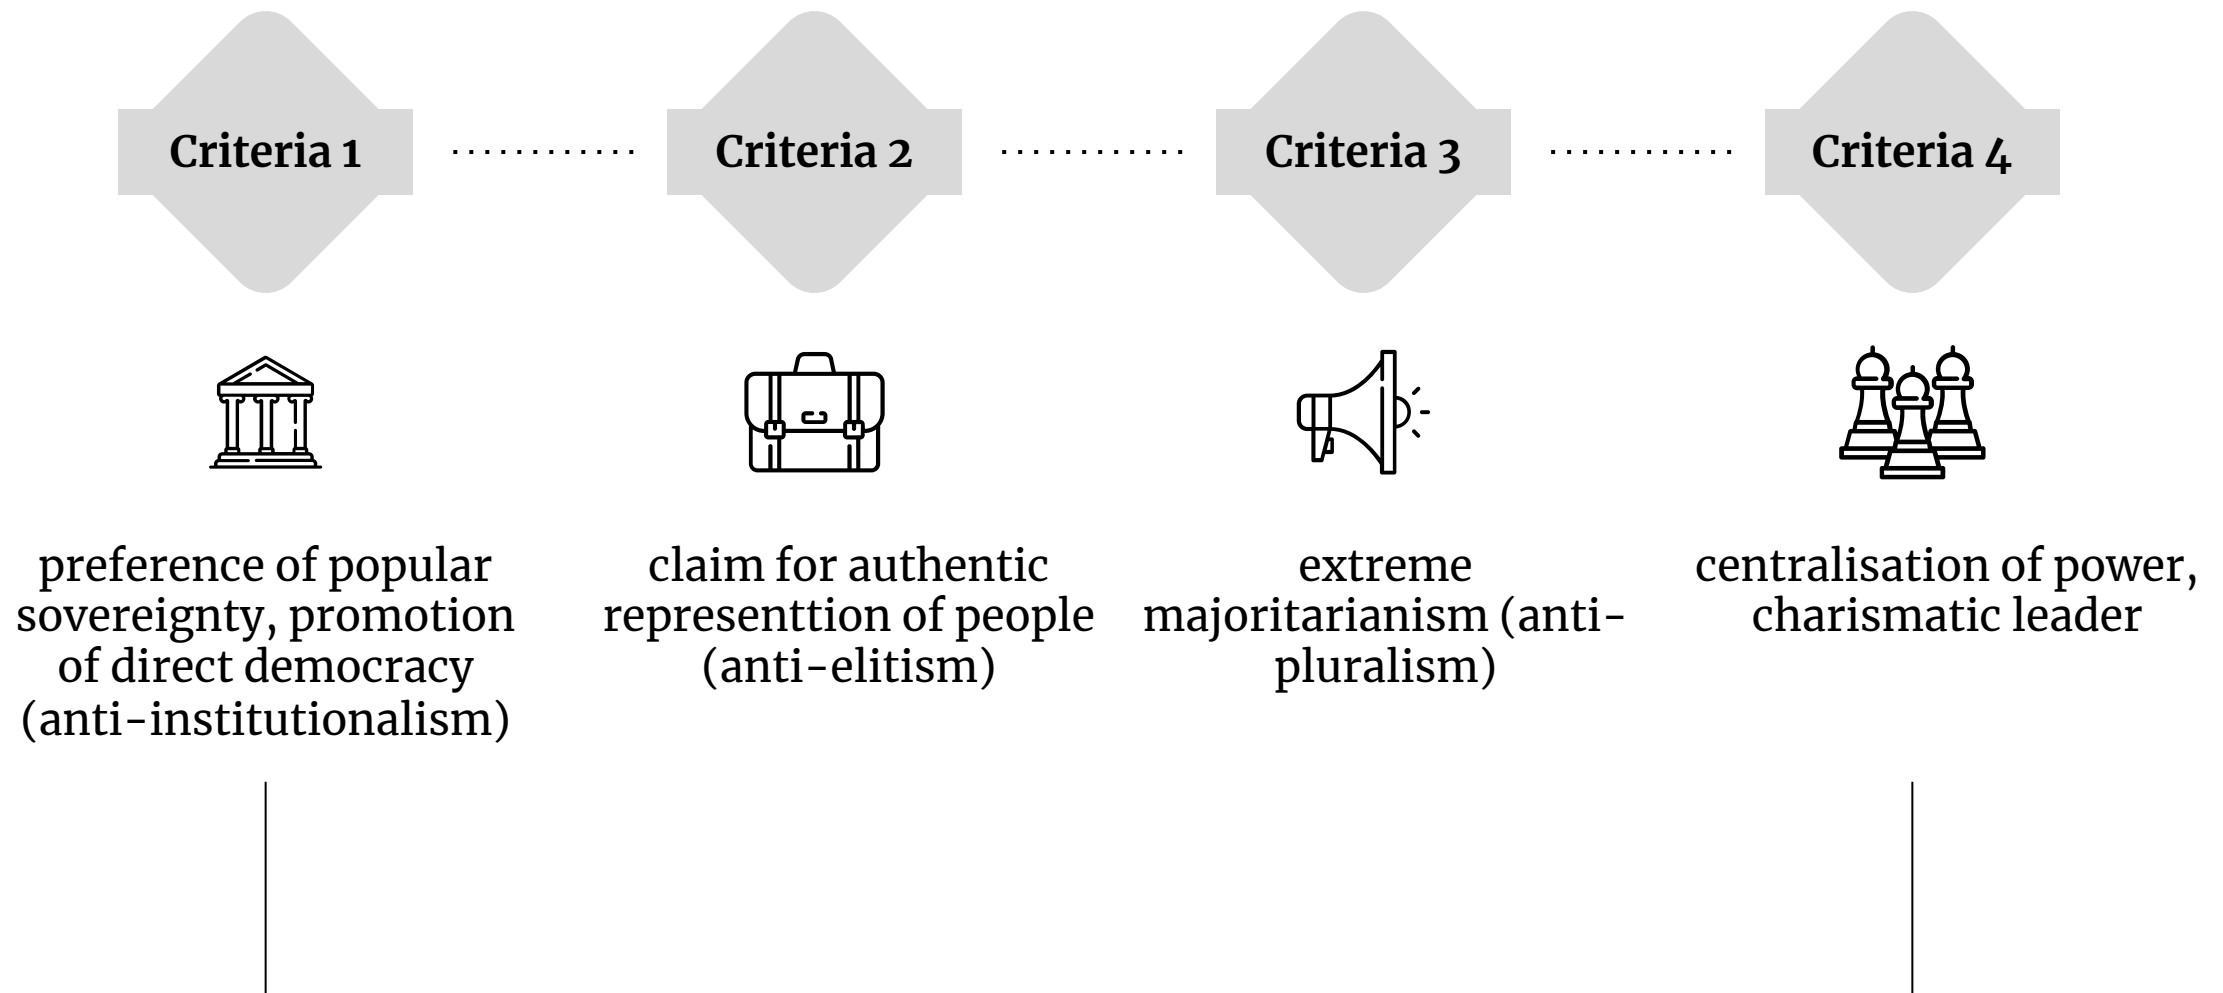 Criteria 1
Criteria 2
Criteria 3
Criteria 4
preference of popular
sovereignty, promotion
of direct democracy
(anti-institutionalism)
claim for authentic
representtion of people
(anti-elitism)
extreme
majoritarianism (anti-
pluralism)
centralisation of power,
charismatic leader